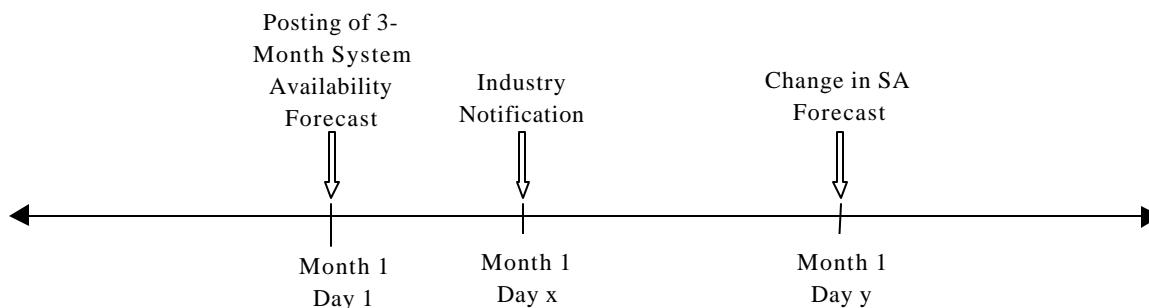 Posting of 3-
Month System
Availability
Forecast
Industry
Notification
Change in SA
Forecast
Month 1
Day 1
Month 1
Day x
Month 1
Day y